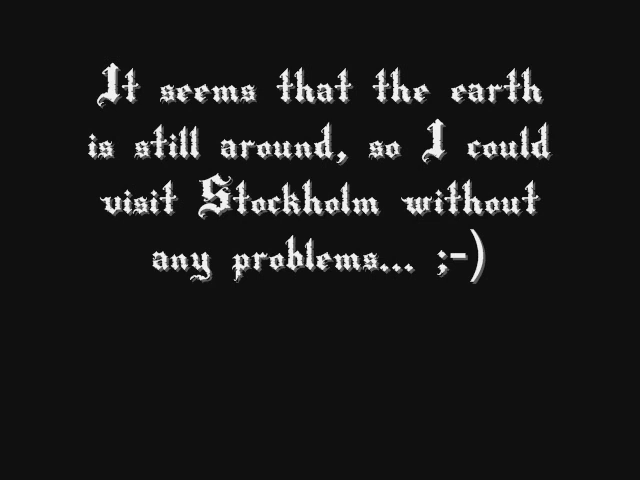 It seems that the earth
is still around, so I could
visit Stockholm without
any problems... ;-)